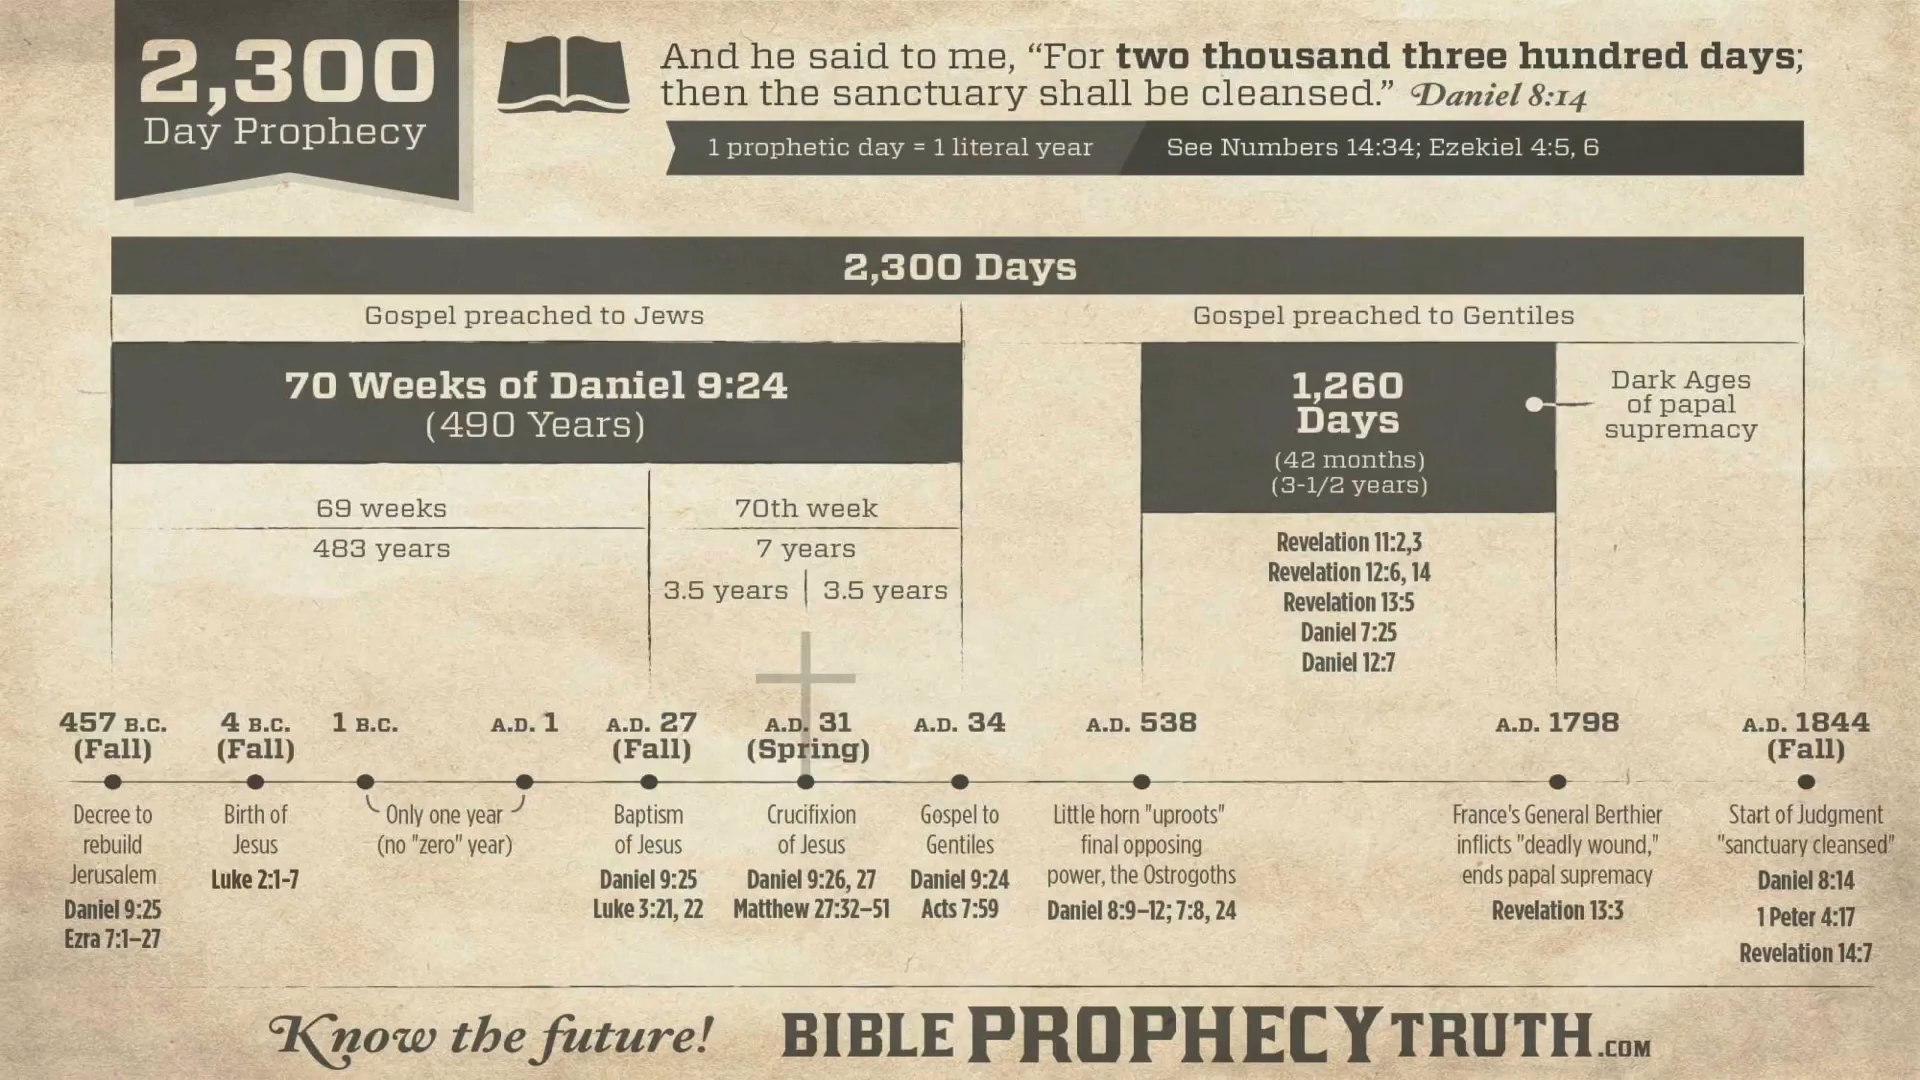 2,300
Day Prophecy
And he said to me, “For two thousand three hundred days;
then the sanctuary shall be cleansed.” Daniel 8:14
1 prophetic day = 1 literal year
See Numbers 14:34; Ezekiel 4:5, 6
2,300 Days
Gospel preached to Jews
Gospel preached to Gentiles
70 Weeks of Daniel 9:24
(490 Years)
1,260
Days
(42 months)
(3-1/2 years)
Dark Ages
of papal
supremacy
69 weeks
483 years
70th week
7 years
3.5 years
3.5 years
Revelation 11:2,3
Revelation 12:6, 14
Revelation 13:5
Daniel 7:25
Daniel 12:7
457 B.C.
(Fall)
Decree to
rebuild
Jerusalem
Daniel 9:25
Ezra 7:1–27
4 B.C.
(Fall)
Birth of
Jesus
Luke 2:1-7
1 B.C.
A.D. 1
Only one year
(no "zero" year)
A.D. 27
(Fall)
Baptism
of Jesus
Daniel 9:25
Luke 3:21, 22
A.D. 31
(Spring)
Crucifixion
of Jesus
Daniel 9:26, 27
Matthew 27:32–51
A.D. 34
Gospel to
Gentiles
Daniel 9:24
Acts 7:59
A.D. 538
Little horn "uproots"
final opposing
power, the Ostrogoths
Daniel 8:9–12; 7:8, 24
A.D. 1798
France's General Berthier
inflicts "deadly wound,"
ends papal supremacy
Revelation 13:3
A.D. 1844
(Fall)
Start of Judgment
"sanctuary cleansed"
Daniel 8:14
1 Peter 4:17
Revelation 14:7
Know the future!
BIBLE PROPHECY TRUTH.COM